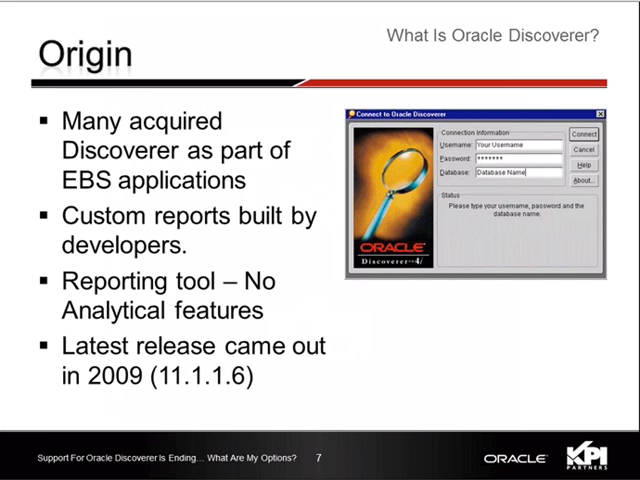 What Is Oracle Discoverer?
Origin
▪ Many acquired
Discoverer as part of
EBS applications
▪ Custom reports built by
developers.
▪ Reporting tool – No
Analytical features
▪ Latest release came out
in 2009 (11.1.1.6)
Connect to Oracle Discoverer
Connection Information
Username: Your Username
Password: *******
Database: Database Name
Connect
Cancel
Help
About...
Status
Please type your username, password and the
database name.
ORACLE
Discoverer 4i
Support For Oracle Discoverer Is Ending... What Are My Options? 7
ORACLE
KPI
PARTNERS